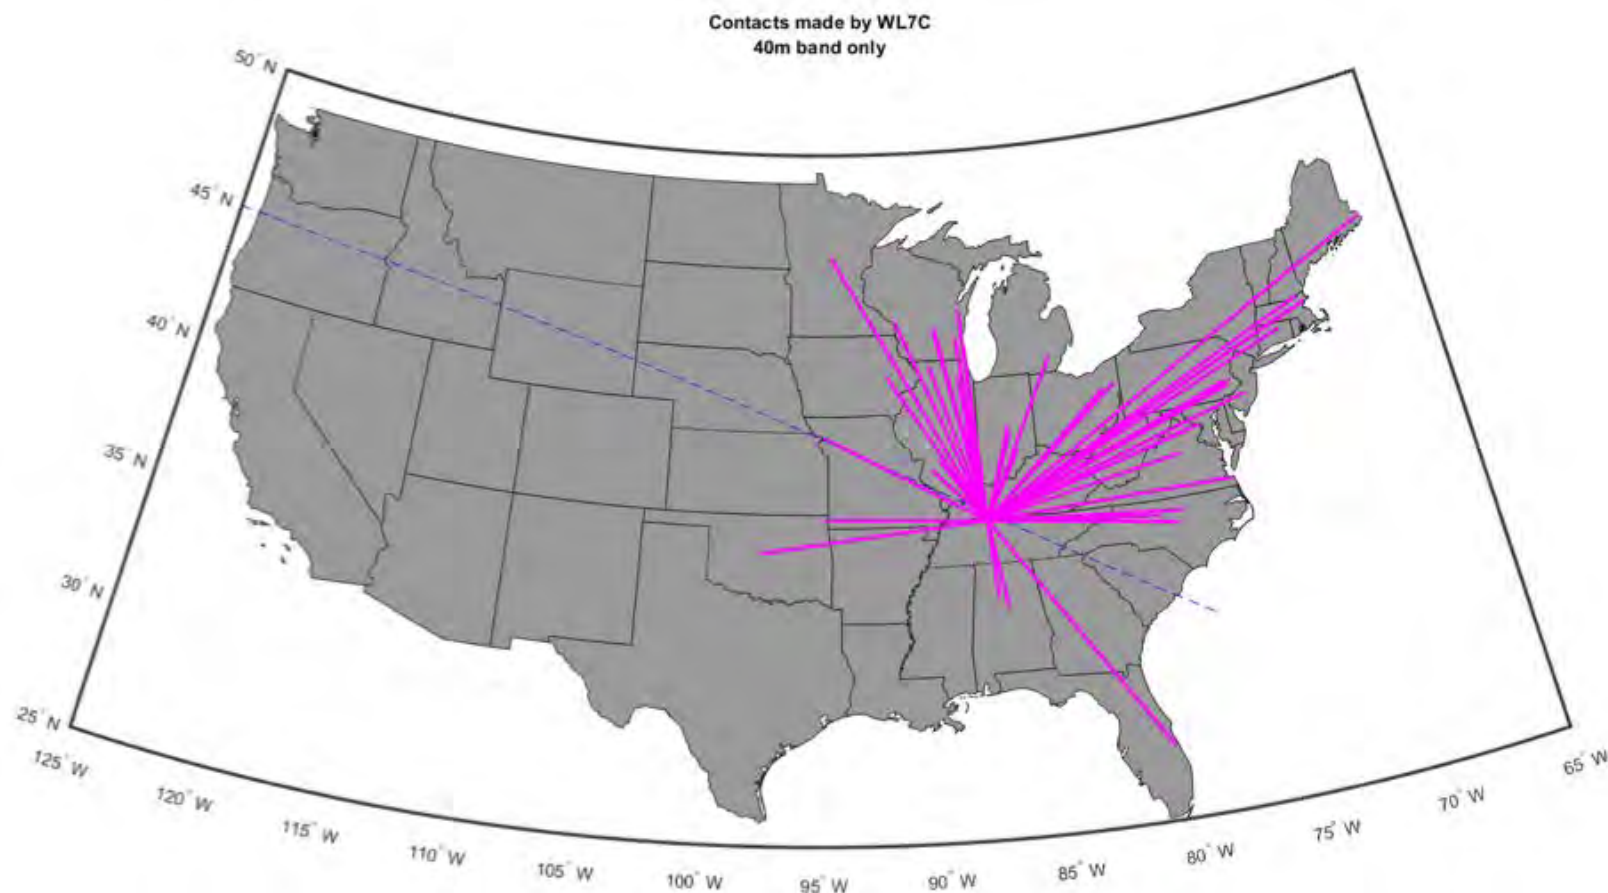 Contacts made by WL7C
40m band only
50° N
45° N
40° N
35° N
30° N
25° N
125° W
120° W
115° W
110° W
105° W
100° W
95° W
90° W
85° W
80° W
75° W
70° W
65° W